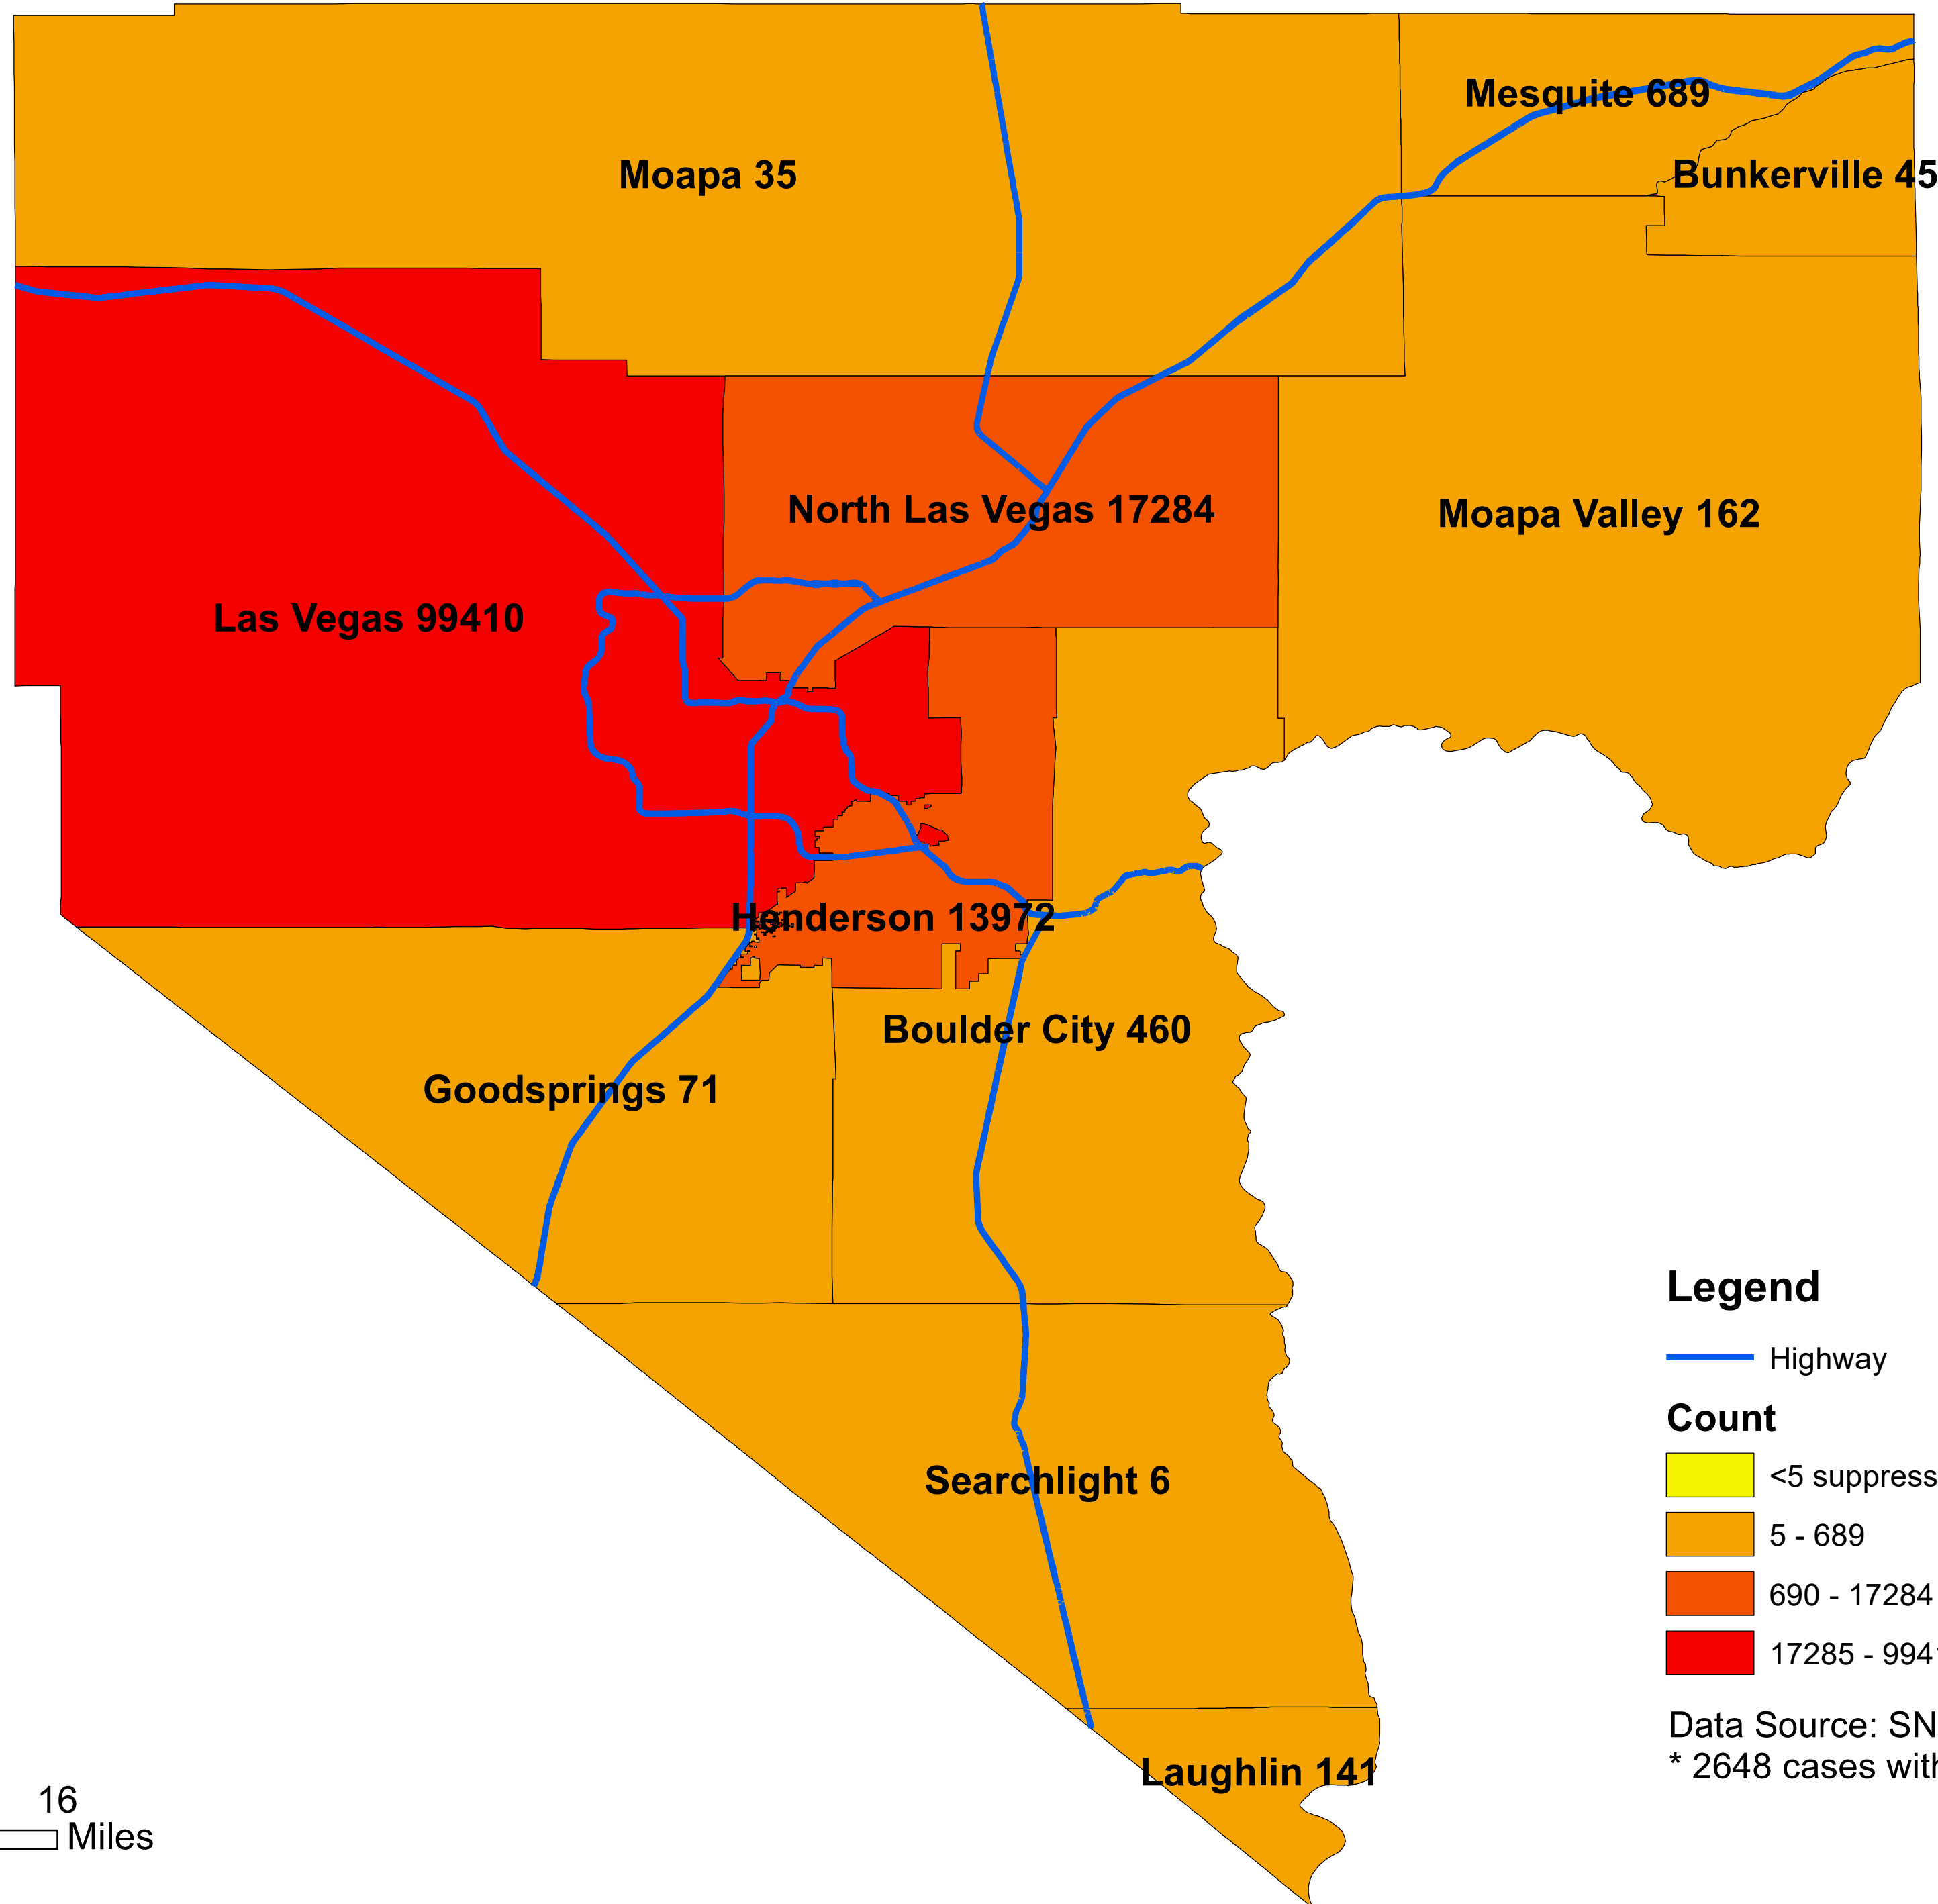 Mesquite 689
Moapa 35
Bunkerville 45
North Las Vegas 17284
Moapa Valley 162
Las Vegas 99410
Henderson 13972
Boulder City 460
Goodsprings 71
Searchlight 6
Laughlin 141
Legend
Highway
Count
<5 suppress
5 - 689
690 - 17284
17285 - 994
Data Source: SN
* 2648 cases with
16
Miles